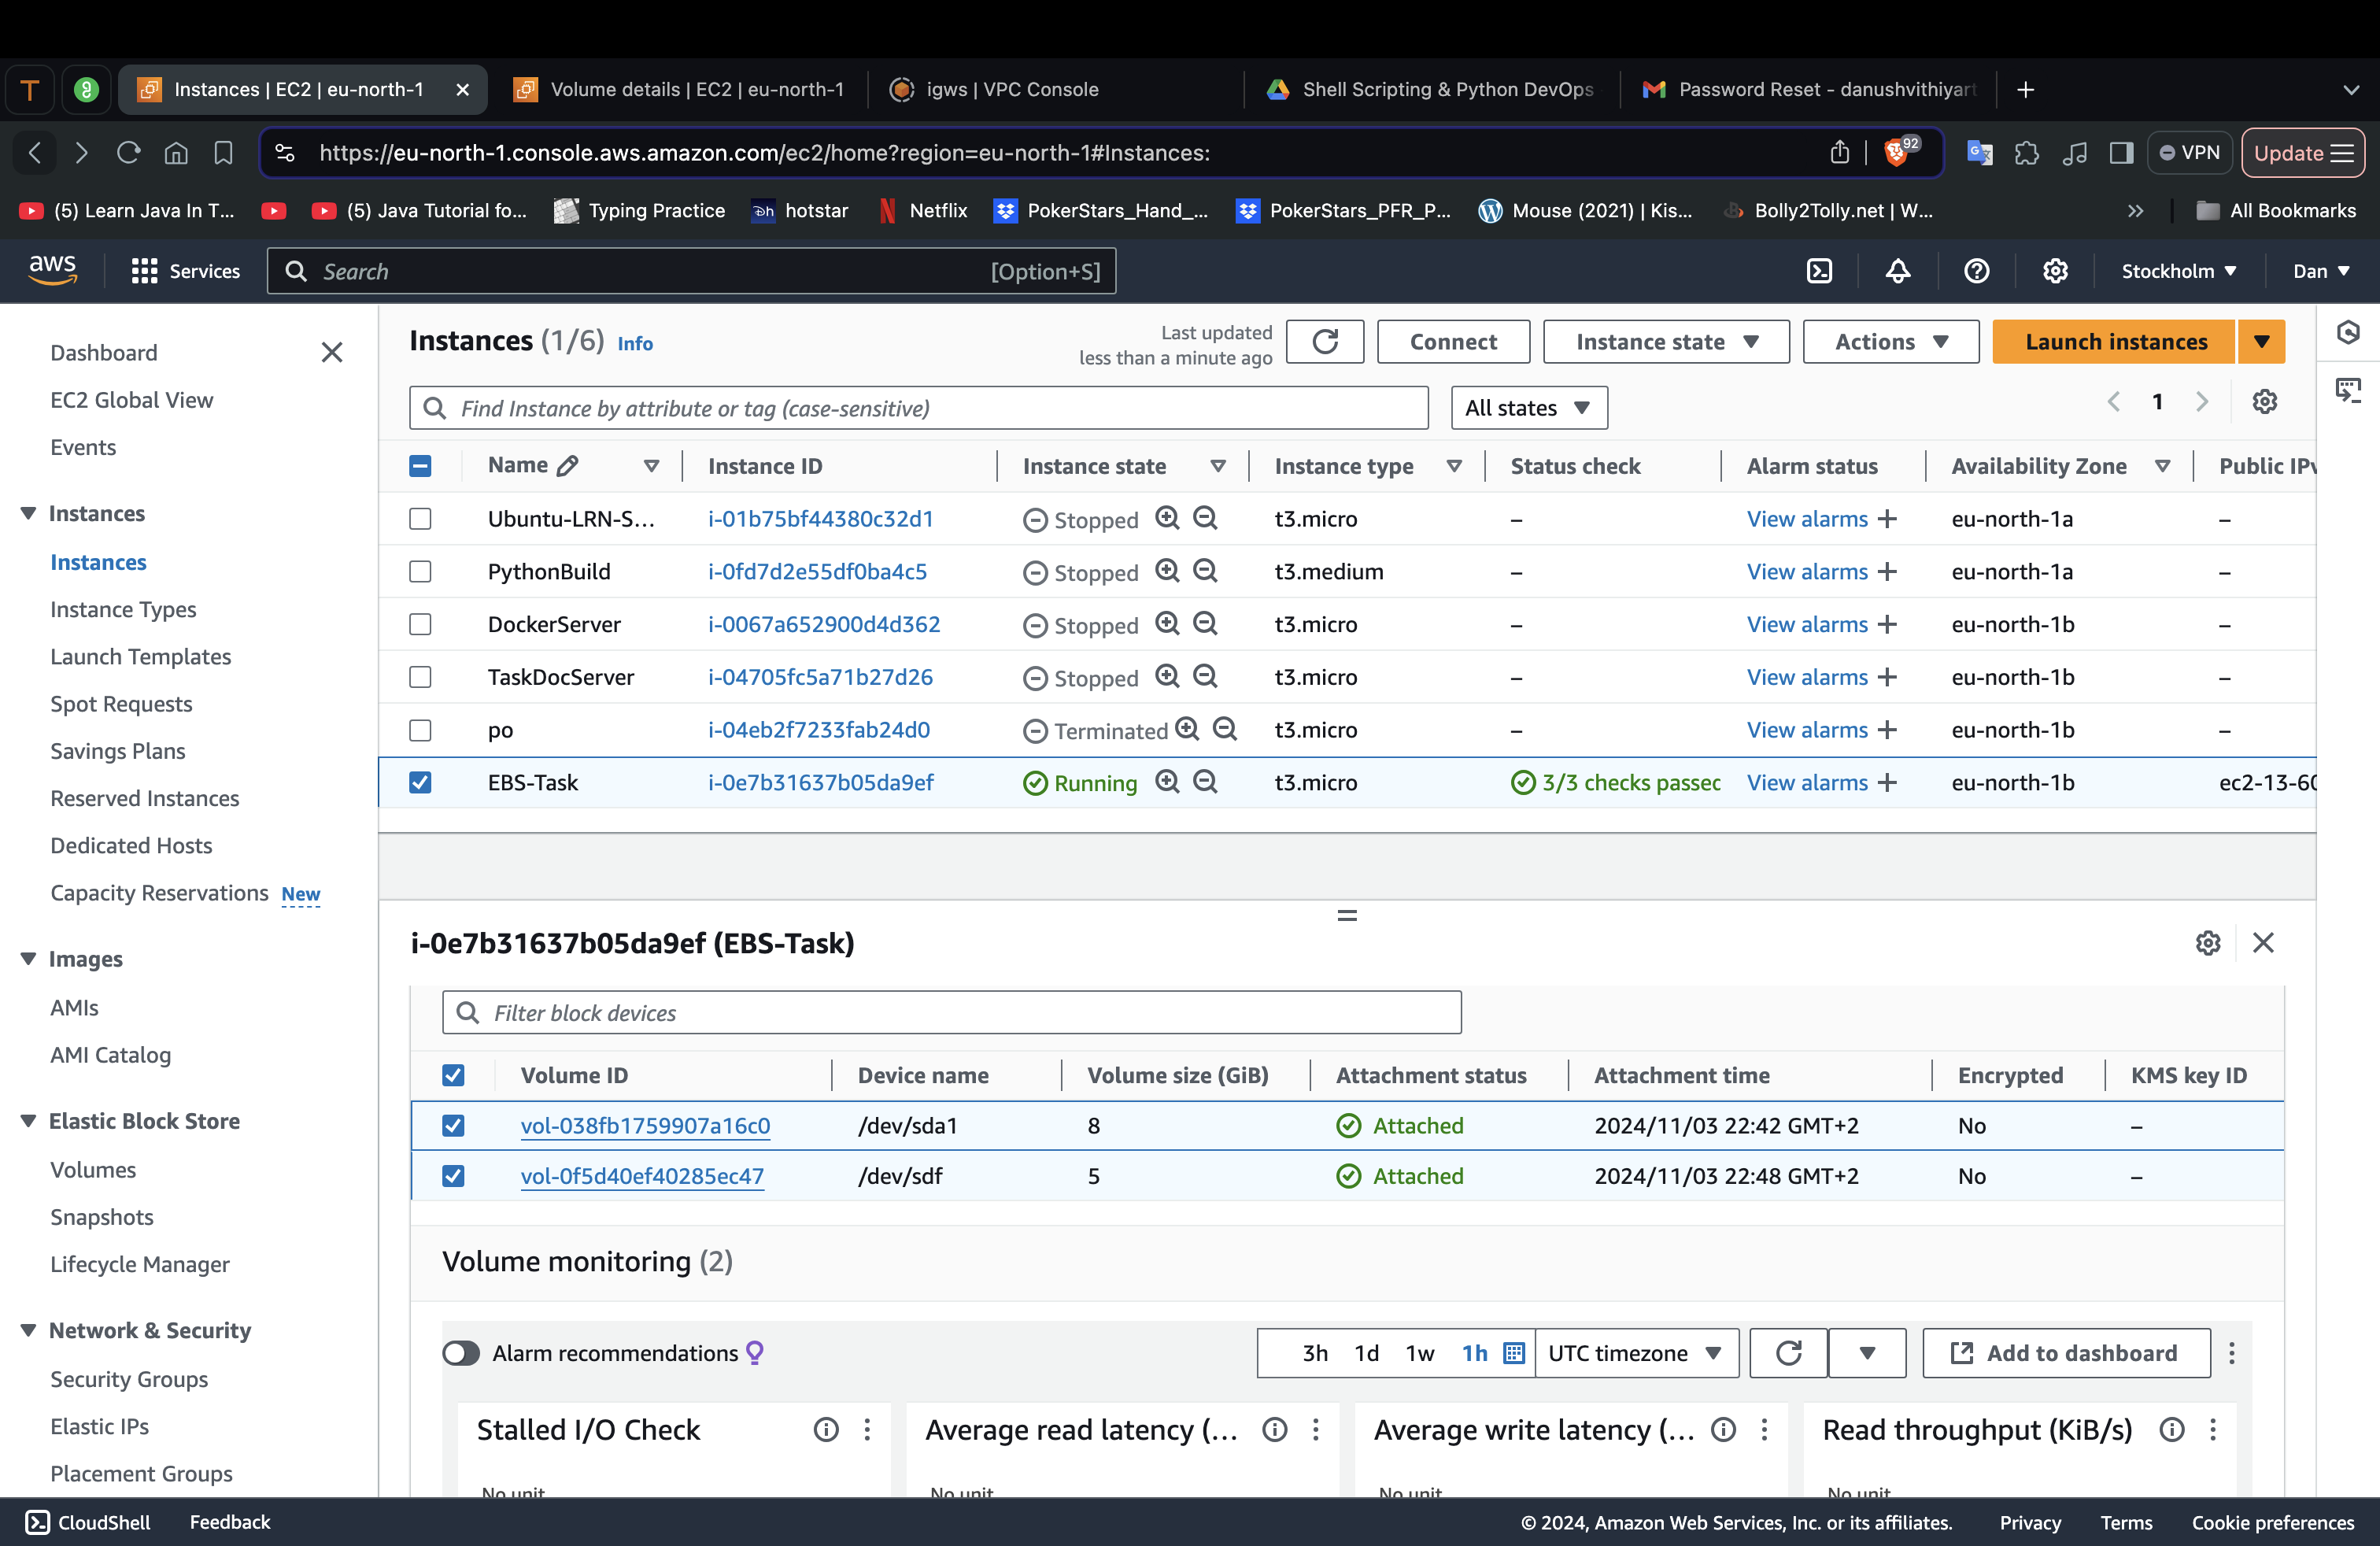 Instances | EC2 | eu-north-1
Volume details | EC2 | eu-north-1
igws | VPC Console
Shell Scripting & Python DevOps
Password Reset - danushvithiyart
https://eu-north-1.console.aws.amazon.com/ec2/home?region=eu-north-1#Instances:
92
VPN
Update
(5) Learn Java In T...
(5) Java Tutorial fo...
Typing Practice
hotstar
Netflix
PokerStars_Hand_...
PokerStars_PFR_P...
Mouse (2021) | Kis...
Bolly2Tolly.net | W...
All Bookmarks
aws
Services
Search
[Option+S]
Stockholm
Dan
Dashboard
EC2 Global View
Events
Instances
Instances
Instance Types
Launch Templates
Spot Requests
Savings Plans
Reserved Instances
Dedicated Hosts
Capacity Reservations New
Images
AMIs
AMI Catalog
Elastic Block Store
Volumes
Snapshots
Lifecycle Manager
Network & Security
Security Groups
Elastic IPs
Placement Groups
Instances (1/6) Info
Last updated
less than a minute ago
Connect
Instance state
Actions
Launch instances
Find Instance by attribute or tag (case-sensitive)
All states
1
Name Instance ID Instance state Instance type Status check Alarm status Availability Zone Public IPv
Ubuntu-LRN-S... i-01b75bf44380c32d1 Stopped t3.micro – View alarms + eu-north-1a –
PythonBuild i-0fd7d2e55df0ba4c5 Stopped t3.medium – View alarms + eu-north-1a –
DockerServer i-0067a652900d4d362 Stopped t3.micro – View alarms + eu-north-1b –
TaskDocServer i-04705fc5a71b27d26 Stopped t3.micro – View alarms + eu-north-1b –
po i-04eb2f7233fab24d0 Terminated t3.micro – View alarms + eu-north-1b –
EBS-Task i-0e7b31637b05da9ef Running t3.micro 3/3 checks passed View alarms + eu-north-1b ec2-13-60
i-0e7b31637b05da9ef (EBS-Task)
Filter block devices
Volume ID Device name Volume size (GiB) Attachment status Attachment time Encrypted KMS key ID
vol-038fb1759907a16c0 /dev/sda1 8 Attached 2024/11/03 22:42 GMT+2 No –
vol-0f5d40ef40285ec47 /dev/sdf 5 Attached 2024/11/03 22:48 GMT+2 No –
Volume monitoring (2)
Alarm recommendations
3h 1d 1w 1h
UTC timezone
Add to dashboard
Stalled I/O Check
Average read latency (...
Average write latency (...
Read throughput (KiB/s)
No unit
No unit
No unit
No unit
CloudShell
Feedback
© 2024, Amazon Web Services, Inc. or its affiliates.
Privacy
Terms
Cookie preferences